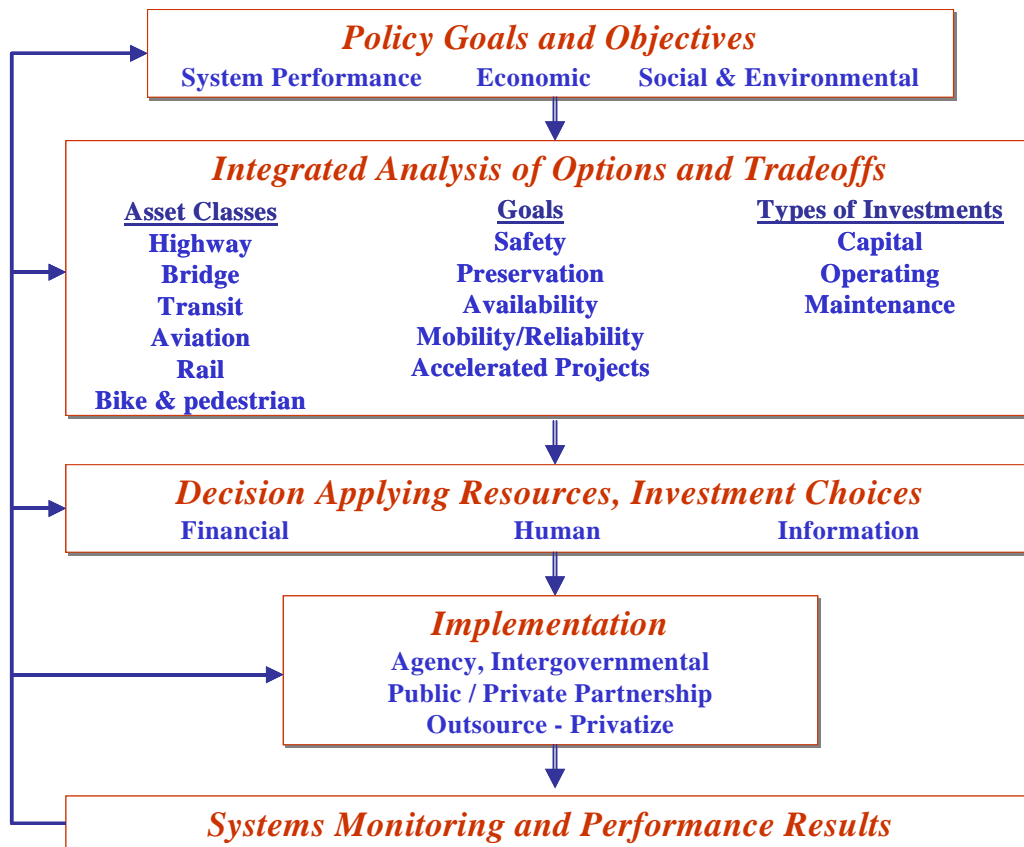 Policy Goals and Objectives
System Performance Economic Social & Environmental
Integrated Analysis of Options and Tradeoffs
Asset Classes
Highway
Bridge
Transit
Aviation
Rail
Bike & pedestrian
Goals
Safety
Preservation
Availability
Mobility/Reliability
Accelerated Projects
Types of Investments
Capital
Operating
Maintenance
Decision Applying Resources, Investment Choices
Financial Human Information
Implementation
Agency, Intergovernmental
Public / Private Partnership
Outsource - Privatize
Systems Monitoring and Performance Results